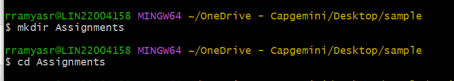 rramyasr@LIN22004158 MINGW64 ~/OneDrive - Capgemini/Desktop/sample
$ mkdir Assignments
rramyasr@LIN22004158 MINGW64 ~/OneDrive - Capgemini/Desktop/sample
$ cd Assignments